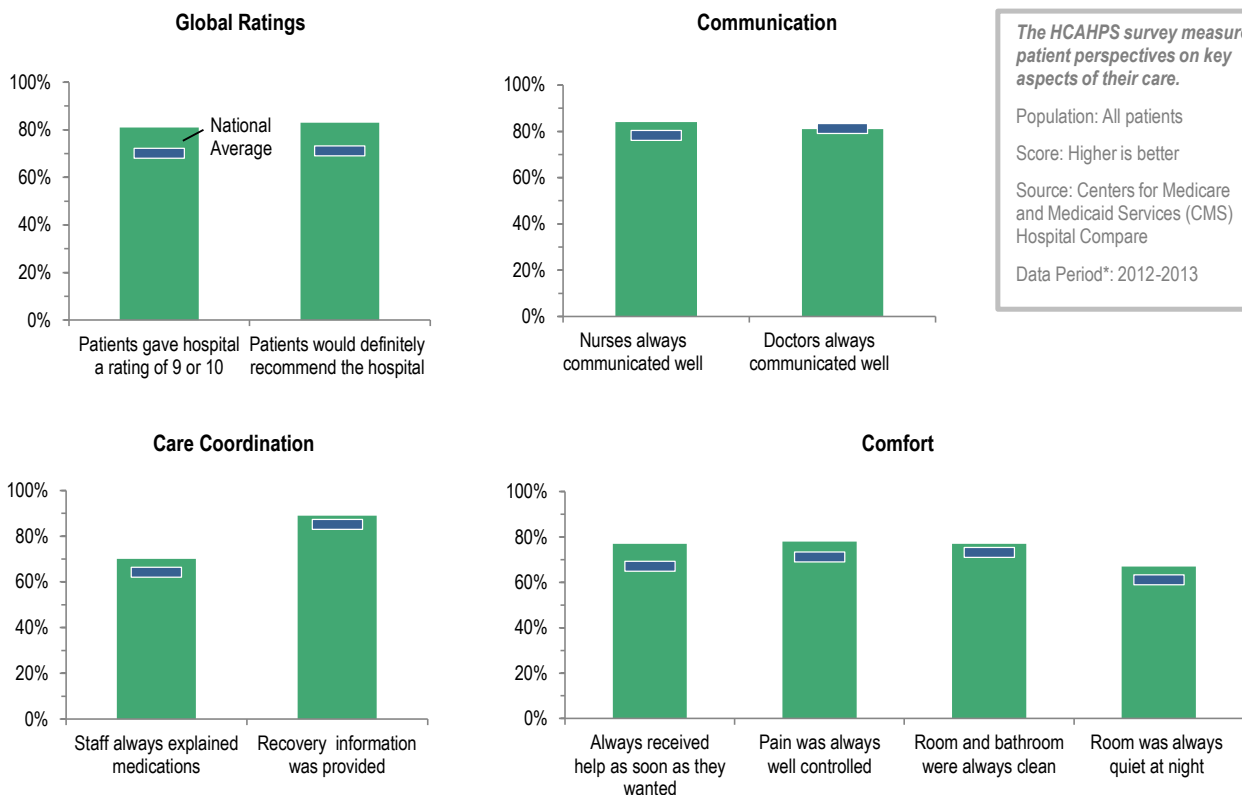 Global Ratings
100%
80%
60%
40%
20%
0%
National
Average
Patients gave hospital
a rating of 9 or 10
Patients would definitely
recommend the hospital
Communication
100%
80%
60%
40%
20%
0%
Nurses always
communicated well
Doctors always
communicated well
The HCAHPS survey measure
patient perspectives on key
aspects of their care.
Population: All patients
Score: Higher is better
Source: Centers for Medicare
and Medicaid Services (CMS)
Hospital Compare
Data Period*: 2012-2013
Care Coordination
100%
80%
60%
40%
20%
0%
Staff always explained
medications
Recovery information
was provided
Comfort
100%
80%
60%
40%
20%
0%
Always received
help as soon as they
wanted
Pain was always
well controlled
Room and bathroom
were always clean
Room was always
quiet at night